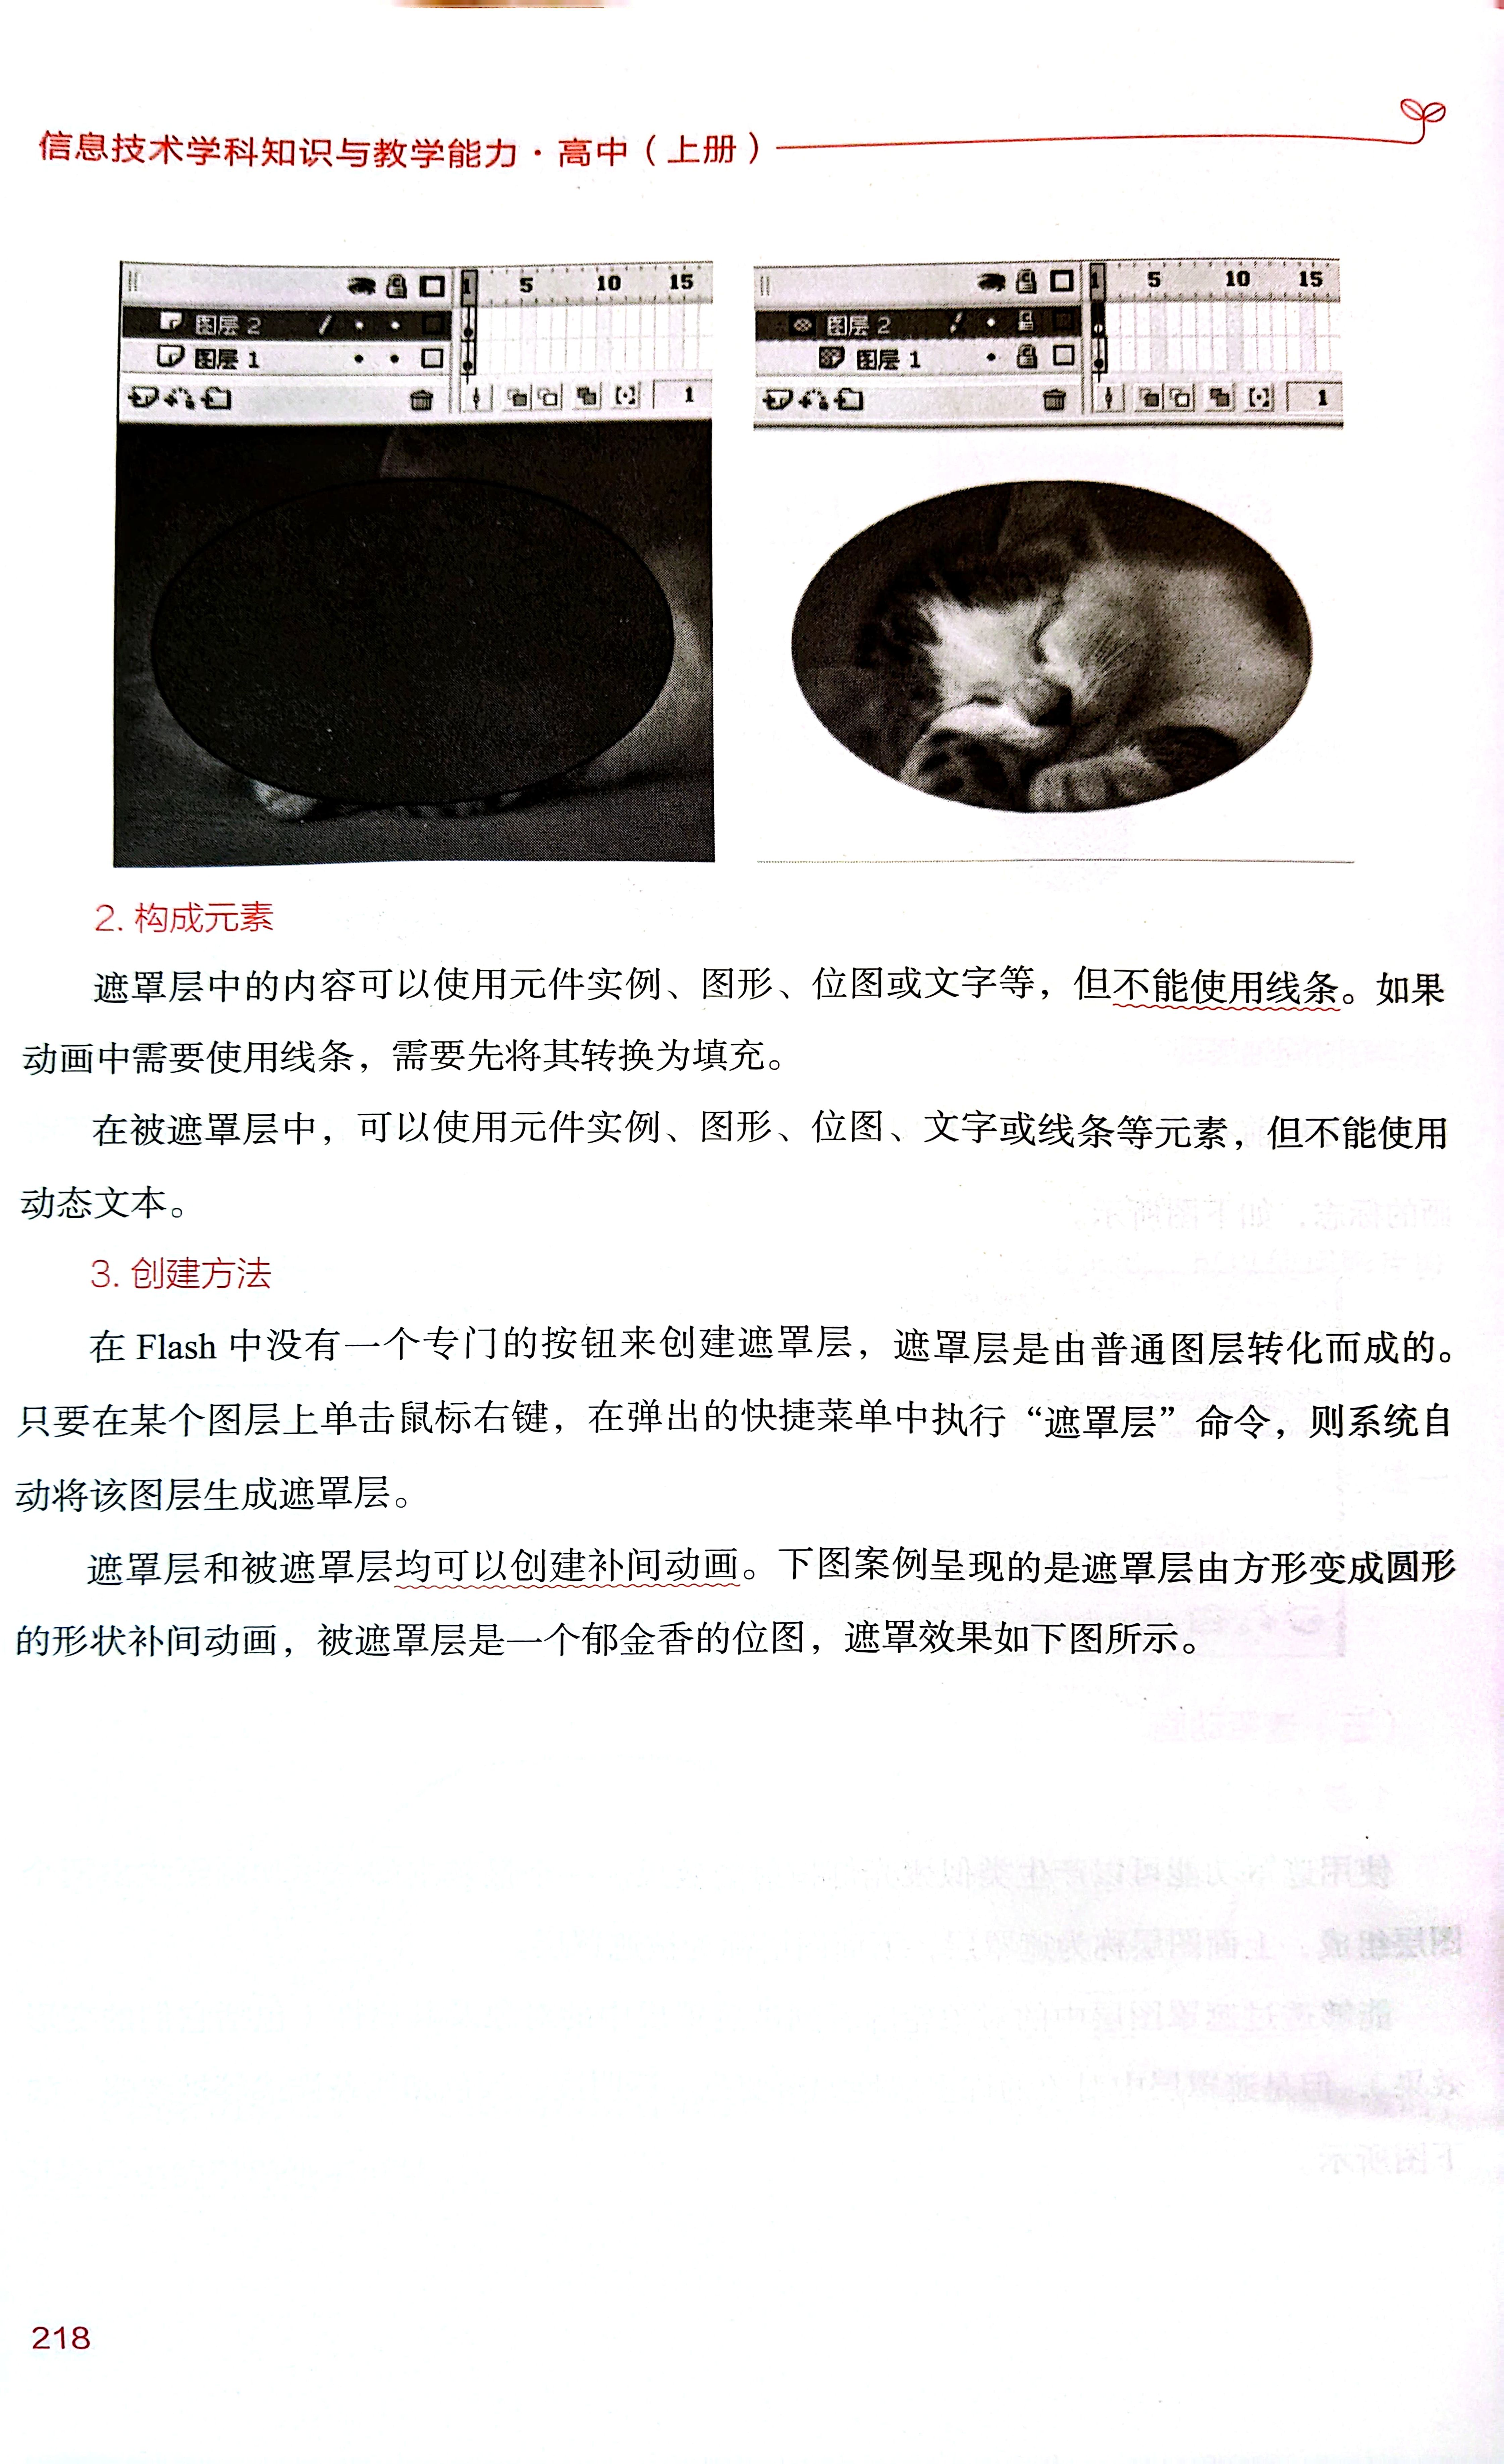 信息技术学科知识与教学能力·高中（上册）
1 5 10 15
图层 2
图层 1
1
1 5 10 15
图层 2
图层 1
1
2. 构成元素
遮罩层中的内容可以使用元件实例、图形、位图或文字等，但不能使用线条。如果
动画中需要使用线条，需要先将其转换为填充。
在被遮罩层中，可以使用元件实例、图形、位图、文字或线条等元素，但不能使用
动态文本。
3. 创建方法
在 Flash 中没有一个专门的按钮来创建遮罩层，遮罩层是由普通图层转化而成的。
只要在某个图层上单击鼠标右键，在弹出的快捷菜单中执行“遮罩层”命令，则系统自
动将该图层生成遮罩层。
遮罩层和被遮罩层均可以创建补间动画。下图案例呈现的是遮罩层由方形变成圆形
的形状补间动画，被遮罩层是一个郁金香的位图，遮罩效果如下图所示。
218